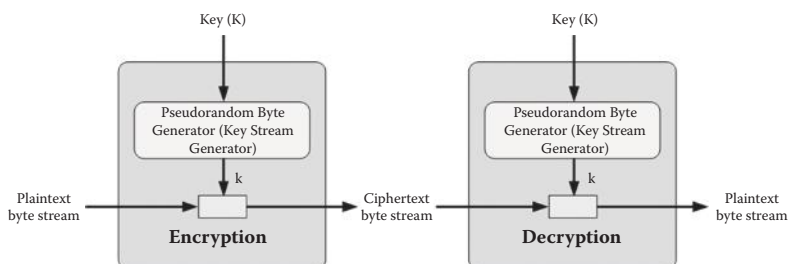 Key (K)
Key (K)
Pseudorandom Byte
Generator (Key Stream
Generator)
Pseudorandom Byte
Generator (Key Stream
Generator)
k
k
Plaintext
byte stream
Ciphertext
byte stream
Plaintext
byte stream
Encryption
Decryption